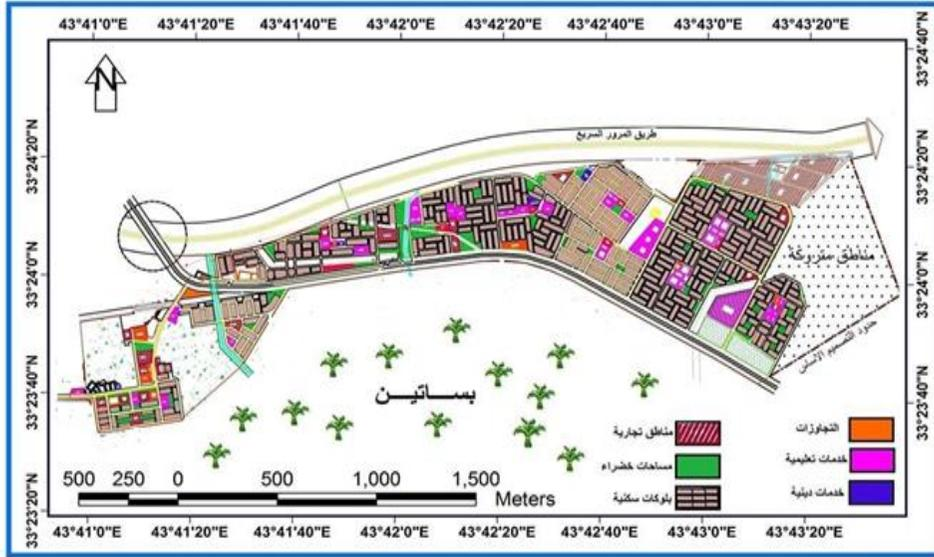 43°41'0"E 43°41'20"E 43°41'40"E 43°42'0"E 43°42'20"E 43°42'40"E 43°43'0"E 43°43'20"E
33°24'40"N
N
طريق المرور السريع
33°24'20"N
33°24'20"N
مناطق متروكة
33°24'0"N
33°24'0"N
حدود التصميم الاساس
33°23'40"N
33°23'40"N
بساتين
مناطق تجارية
التجاوزات
مساحات خضراء
خدمات تعليمية
بلوكات سكنية
خدمات دينية
500 250 0 500 1,000 1,500
Meters
33°23'20"N
43°41'0"E 43°41'20"E 43°41'40"E 43°42'0"E 43°42'20"E 43°42'40"E 43°43'0"E 43°43'20"E